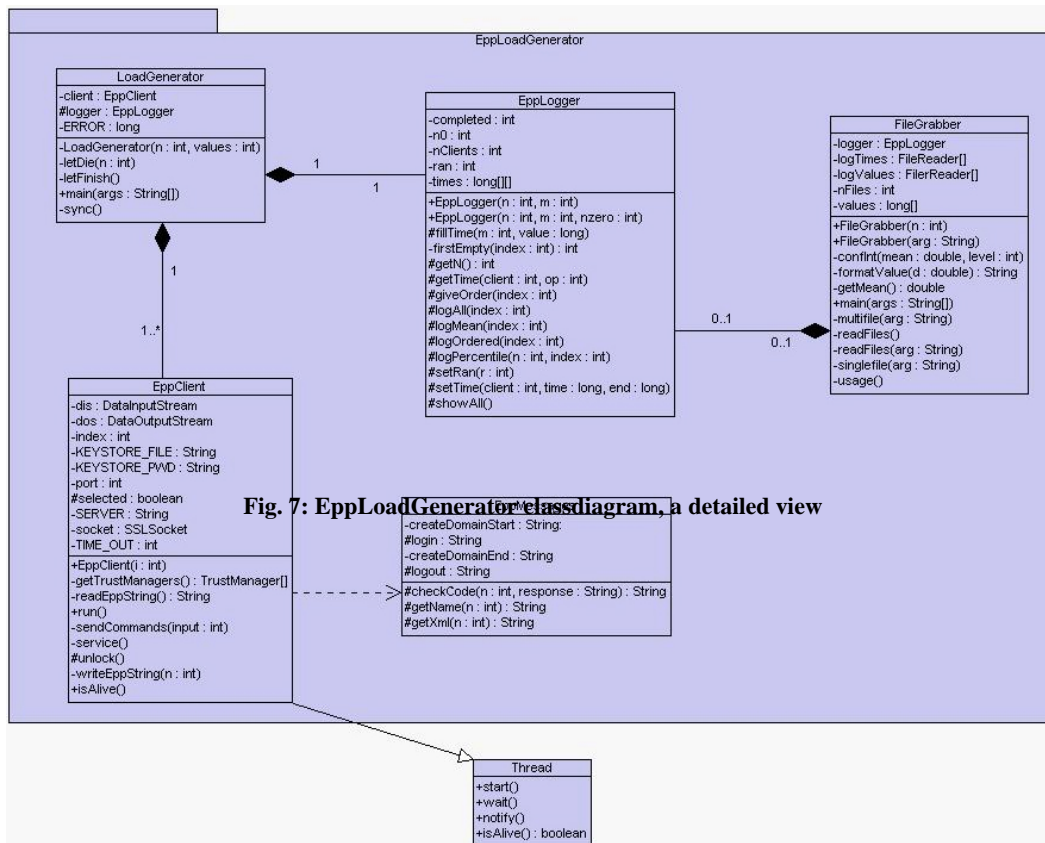 EppLoadGenerator
LoadGenerator
-client : EppClient
#logger : EppLogger
-ERROR : long
-LoadGenerator(n : int, values : int)
-letDie(n : int)
-letFinish()
+main(args : String[])
-sync()
1
1
EppLogger
-completed : int
-n0 : int
-nClients : int
-ran : int
-times : long[][]
+EppLogger(n : int, m : int)
+EppLogger(n : int, m : int, nzero : int)
#fillTime(m : int, value : long)
-firstEmpty(index : int) : int
#getN() : int
#getTime(client : int, op : int)
#giveOrder(index : int)
#logAll(index : int)
#logMean(index : int)
#logOrdered(index : int)
#logPercentile(n : int, index : int)
#setRan(r : int)
#setTime(client : int, time : long, end : long)
#showAll()
0..1
0..1
FileGrabber
-logger : EppLogger
-logTimes : FileReader[]
-logValues : FilerReader[]
-nFiles : int
-values : long[]
+FileGrabber(n : int)
+FileGrabber(arg : String)
-confInt(mean : double, level : int)
-formatValue(d : double) : String
-getMean() : double
+main(args : String[])
-multifile(arg : String)
-readFiles()
-readFiles(arg : String)
-singlefile(arg : String)
-usage()
1
1..*
EppClient
-dis : DataInputStream
-dos : DataOutputStream
-index : int
-KEYSTORE_FILE : String
-KEYSTORE_PWD : String
-port : int
#selected : boolean
-SERVER : String
-socket : SSLSocket
-TIME_OUT : int
+EppClient(i : int)
-getTrustManagers() : TrustManager[]
-readEppString() : String
+run()
-sendCommands(input : int)
-service()
#unlock()
-writeEppString(n : int)
+isAlive()
Fig. 7: EppLoadGenerator classdiagram, a detailed view
EppMessages
-createDomainStart : String:
#login : String
-createDomainEnd : String
#logout : String
#checkCode(n : int, response : String) : String
#getName(n : int) : String
#getXml(n : int) : String
Thread
+start()
+wait()
+notify()
+isAlive() : boolean